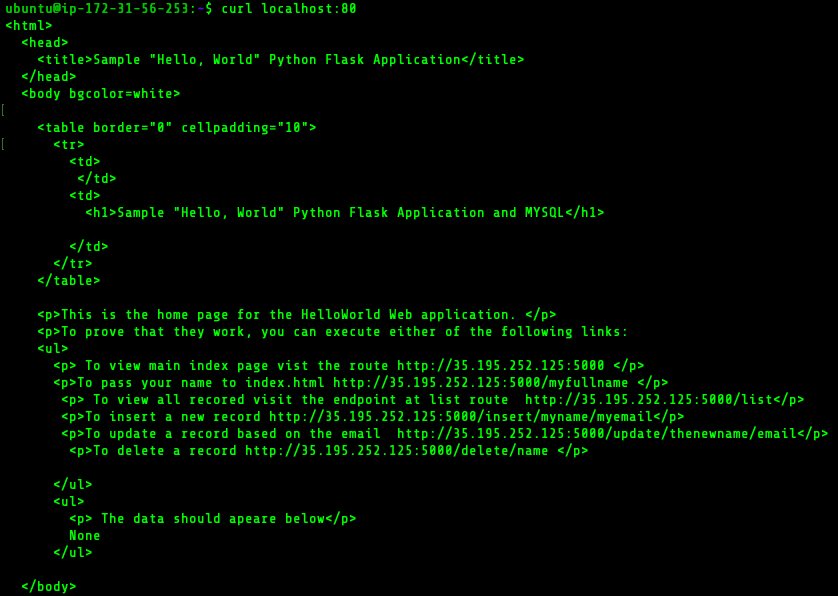 ubuntu@ip-172-31-56-253:~$ curl localhost:80
<html>
  <head>
    <title>Sample "Hello, World" Python Flask Application</title>
  </head>
  <body bgcolor=white>
[
    <table border="0" cellpadding="10">
[      <tr>
        <td>
         </td>
        <td>
          <h1>Sample "Hello, World" Python Flask Application and MYSQL</h1>
        </td>
      </tr>
    </table>
    <p>This is the home page for the HelloWorld Web application. </p>
    <p>To prove that they work, you can execute either of the following links:
    <ul>
      <p> To view main index page vist the route http://35.195.252.125:5000 </p>
      <p>To pass your name to index.html http://35.195.252.125:5000/myfullname </p>
       <p> To view all recored visit the endpoint at list route  http://35.195.252.125:5000/list</p>
       <p>To insert a new record http://35.195.252.125:5000/insert/myname/myemail</p>
       <p>To update a record based on the email  http://35.195.252.125:5000/update/thenewname/email</p>
        <p>To delete a record http://35.195.252.125:5000/delete/name </p>
      </ul>
      <ul>
        <p> The data should apeare below</p>
        None
      </ul>
  </body>